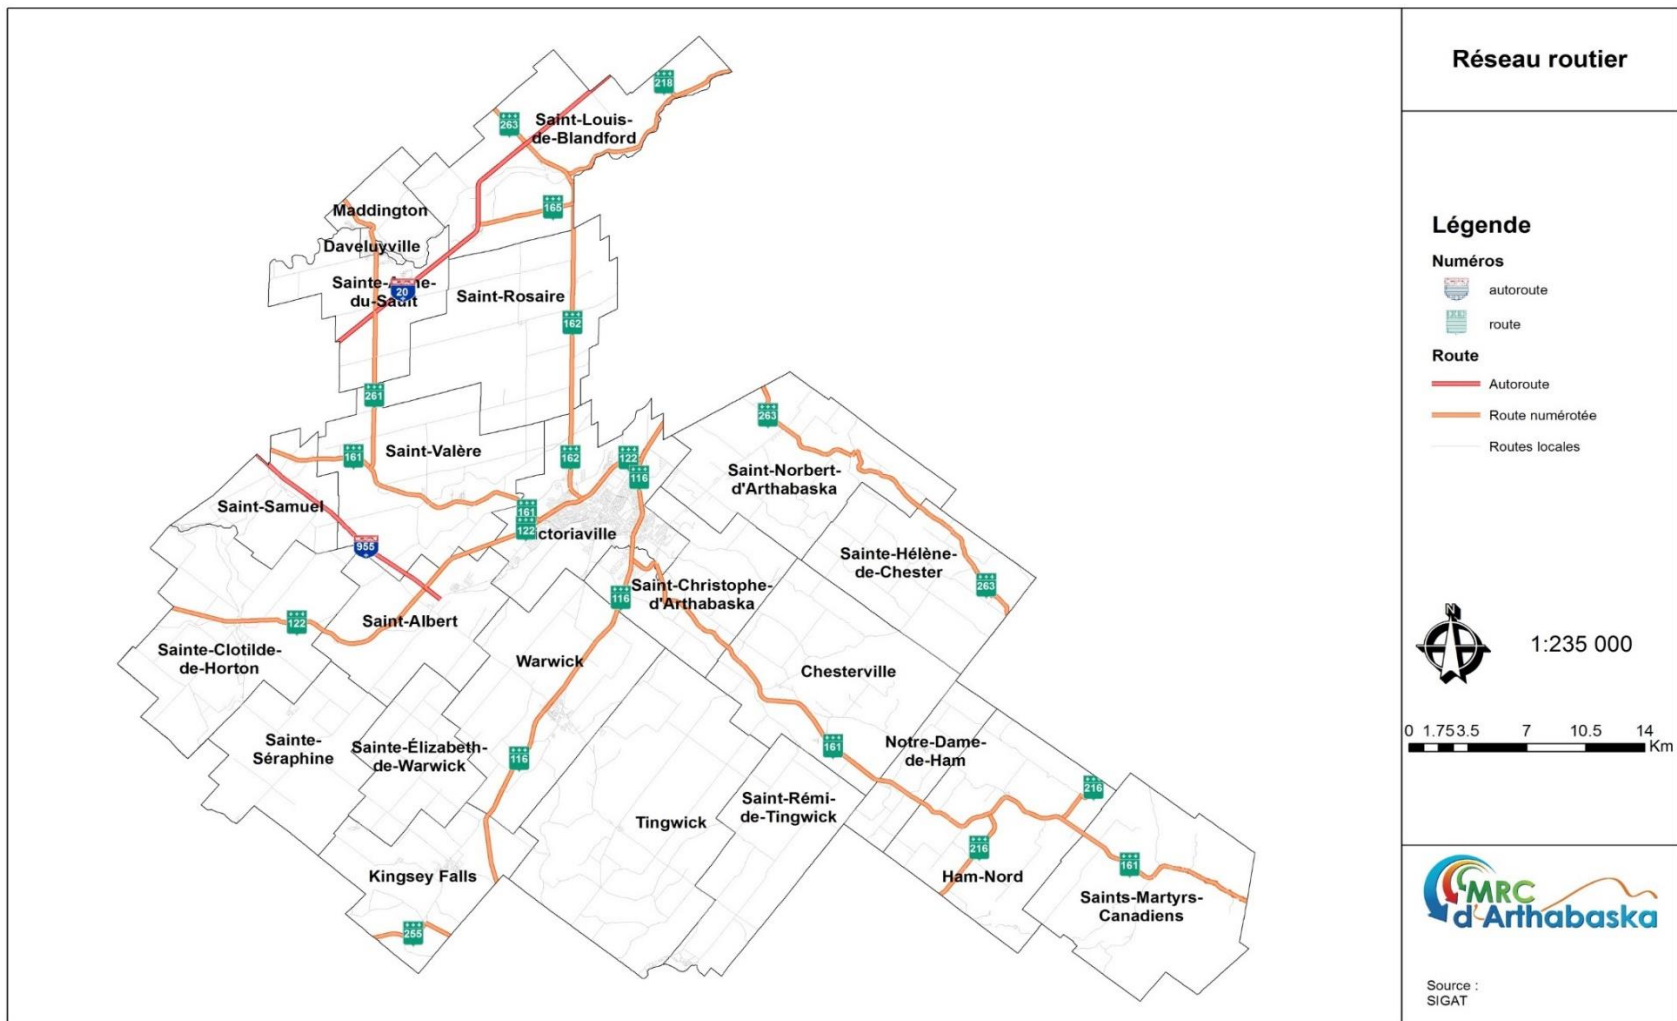 Réseau routier
218
263
Saint-Louis-
de-Blandford
165
Maddington
Daveluyville
Sainte-Anne-
du-Sault
20
Saint-Rosaire
162
261
263
161
Saint-Valère
162
122
116
Saint-Norbert-
d'Arthabaska
Saint-Samuel
161
122
Victoriaville
955
Sainte-Hélène-
de-Chester
263
Saint-Christophe-
d'Arthabaska
116
122
Saint-Albert
Sainte-Clotilde-
de-Horton
Warwick
Chesterville
Sainte-
Séraphine
Sainte-Élizabeth-
de-Warwick
116
161
Notre-Dame-
de-Ham
216
Saint-Rémi-
de-Tingwick
Tingwick
216
161
Ham-Nord
Kingsey Falls
Saints-Martyrs-
Canadiens
255
Légende
Numéros
autoroute
route
Route
Autoroute
Route numérotée
Routes locales
N
1:235 000
0 1.75 3.5 7 10.5 14
Km
MRC
d'Arthabaska
Source :
SIGAT